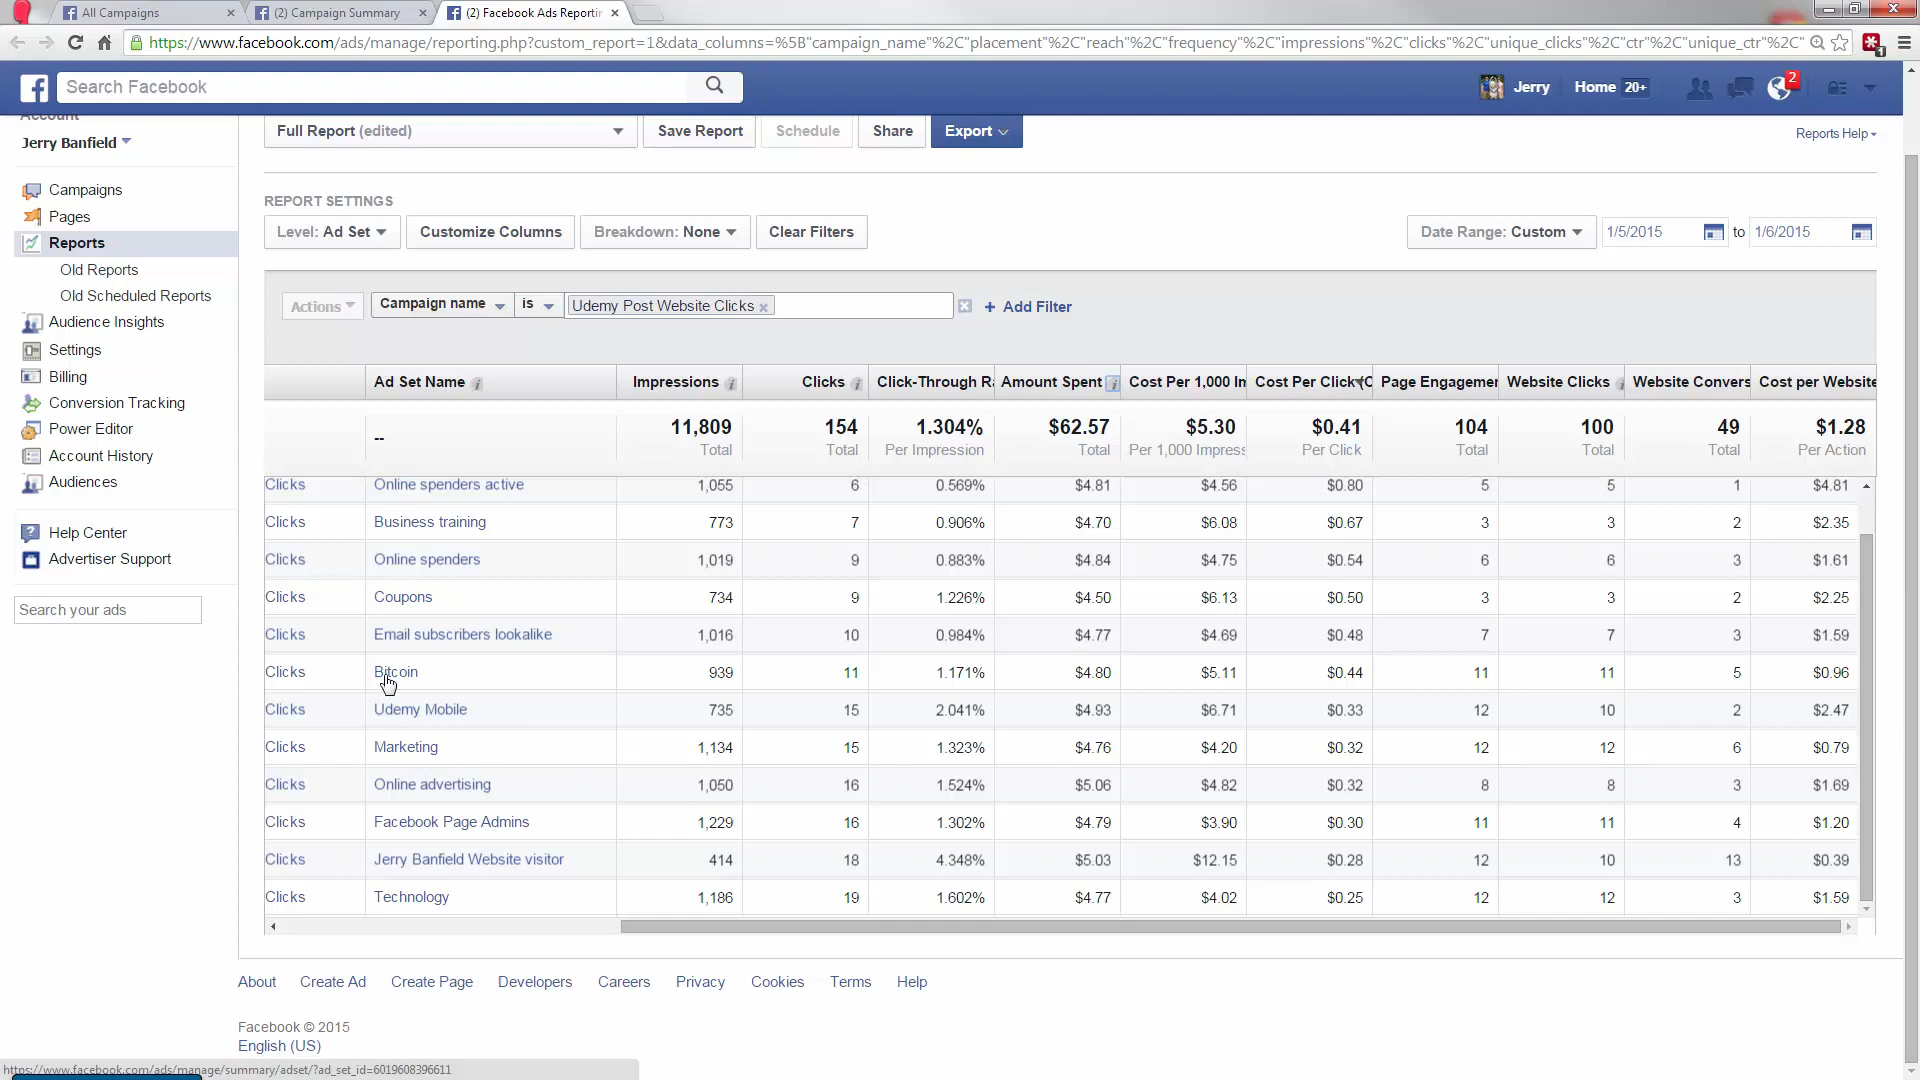 All Campaigns × (2) Campaign Summary × (2) Facebook Ads Reportin ×
https://www.facebook.com/ads/manage/reporting.php?custom_report=1&data_columns=%5B"campaign_name"%2C"placement"%2C"reach"%2C"frequency"%2C"impressions"%2C"clicks"%2C"unique_clicks"%2C"ctr"%2C"unique_ctr"%2C" 1
Search Facebook Jerry Home 20+ 2
Account
Jerry Banfield
Campaigns
Pages
Reports
Old Reports
Old Scheduled Reports
Audience Insights
Settings
Billing
Conversion Tracking
Power Editor
Account History
Audiences
Help Center
Advertiser Support
Search your ads
Full Report (edited) Save Report Schedule Share Export Reports Help
REPORT SETTINGS
Level: Ad Set Customize Columns Breakdown: None Clear Filters Date Range: Custom 1/5/2015 to 1/6/2015
Actions Campaign name is Udemy Post Website Clicks × + Add Filter
Ad Set Name Impressions Clicks Click-Through Ra Amount Spent Cost Per 1,000 Im Cost Per Click Page Engagemer Website Clicks Website Convers Cost per Website
-- 11,809 154 1.304% $62.57 $5.30 $0.41 104 100 49 $1.28
Total Total Per Impression Total Per 1,000 Impress Per Click Total Total Total Per Action
Clicks Online spenders active 1,055 6 0.569% $4.81 $4.56 $0.80 5 5 1 $4.81
Clicks Business training 773 7 0.906% $4.70 $6.08 $0.67 3 3 2 $2.35
Clicks Online spenders 1,019 9 0.883% $4.84 $4.75 $0.54 6 6 3 $1.61
Clicks Coupons 734 9 1.226% $4.50 $6.13 $0.50 3 3 2 $2.25
Clicks Email subscribers lookalike 1,016 10 0.984% $4.77 $4.69 $0.48 7 7 3 $1.59
Clicks Bitcoin 939 11 1.171% $4.80 $5.11 $0.44 11 11 5 $0.96
Clicks Udemy Mobile 735 15 2.041% $4.93 $6.71 $0.33 12 10 2 $2.47
Clicks Marketing 1,134 15 1.323% $4.76 $4.20 $0.32 12 12 6 $0.79
Clicks Online advertising 1,050 16 1.524% $5.06 $4.82 $0.32 8 8 3 $1.69
Clicks Facebook Page Admins 1,229 16 1.302% $4.79 $3.90 $0.30 11 11 4 $1.20
Clicks Jerry Banfield Website visitor 414 18 4.348% $5.03 $12.15 $0.28 12 10 13 $0.39
Clicks Technology 1,186 19 1.602% $4.77 $4.02 $0.25 12 12 3 $1.59
About Create Ad Create Page Developers Careers Privacy Cookies Terms Help
Facebook © 2015
English (US)
https://www.facebook.com/ads/manage/summary/adset/?ad_set_id=6019608396611